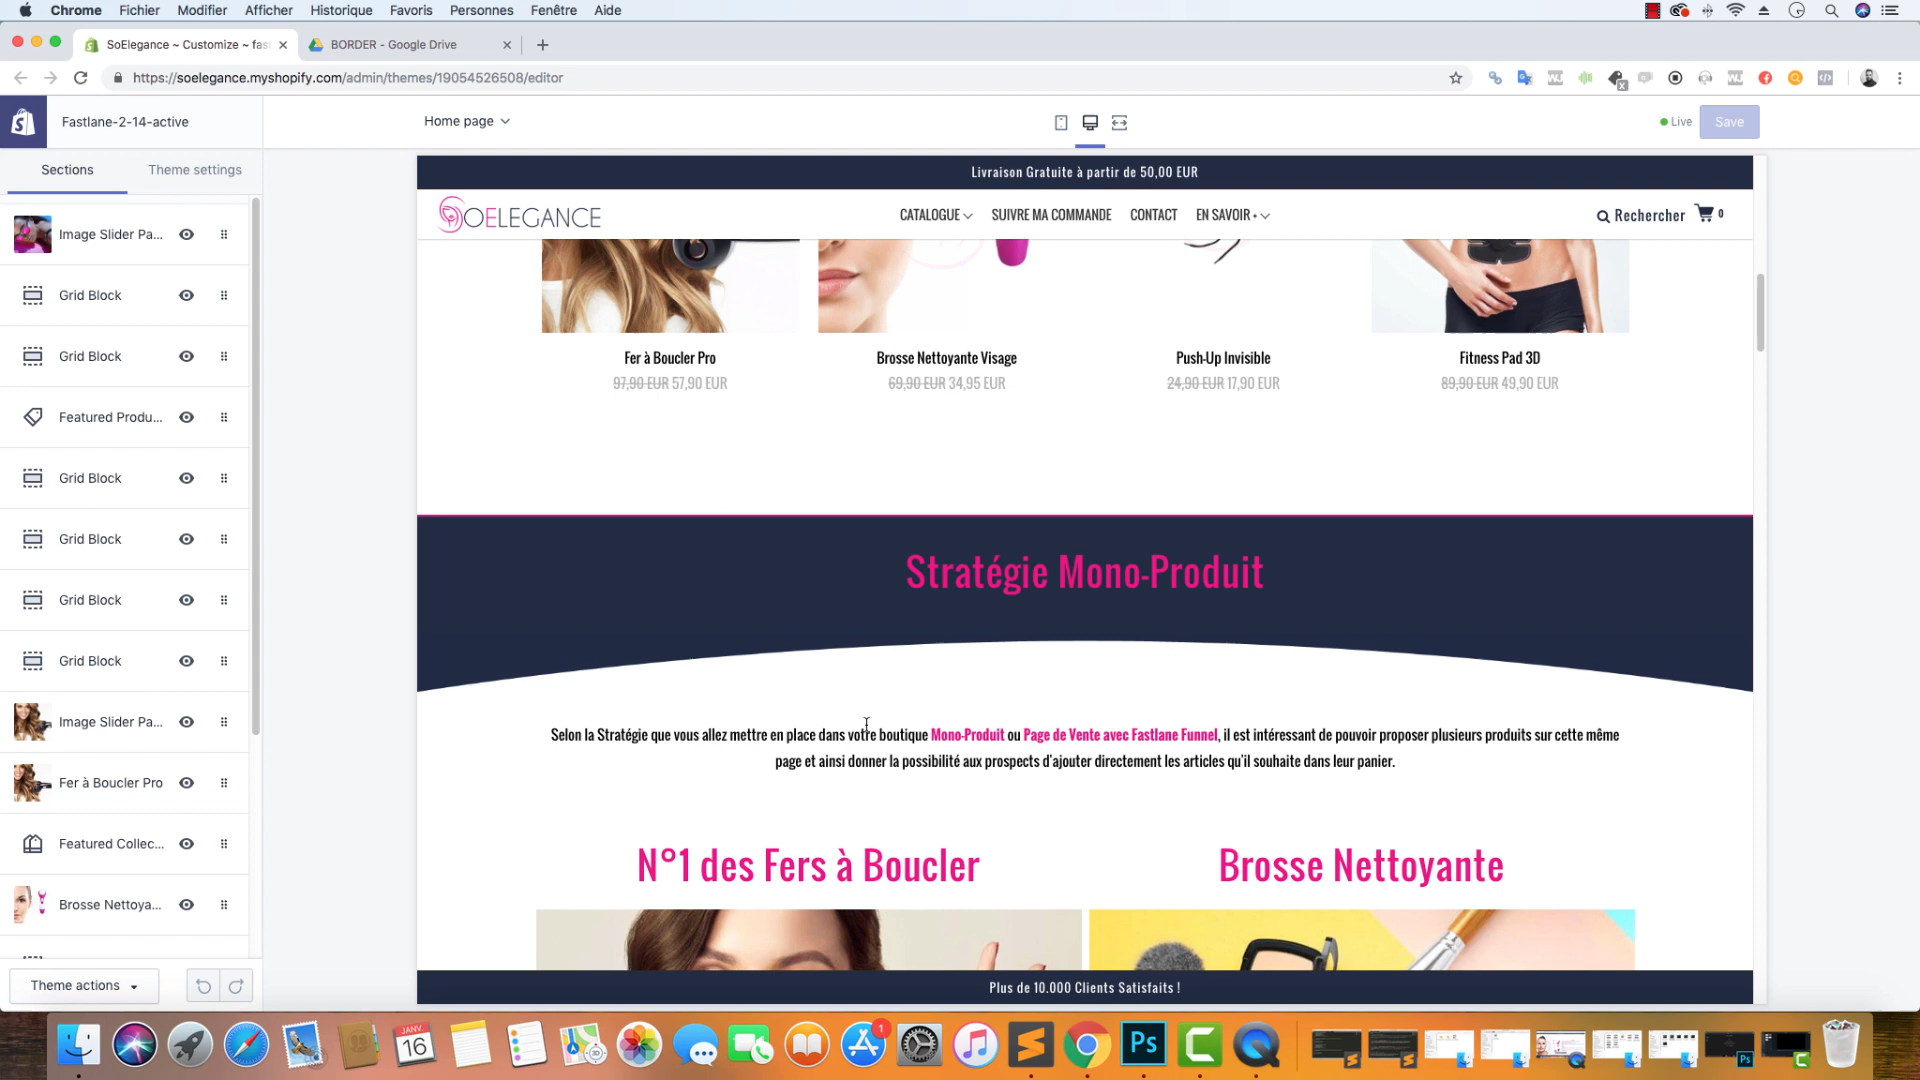 Chrome Fichier Modifier Afficher Historique Favoris Personnes Fenêtre Aide
SoElegance ~ Customize ~ fast
BORDER - Google Drive
https://soelegance.myshopify.com/admin/themes/19054526508/editor
Fastlane-2-14-active
Home page
Live
Save
Sections
Theme settings
Image Slider Pa...
Grid Block
Grid Block
Featured Produ...
Grid Block
Grid Block
Grid Block
Grid Block
Image Slider Pa...
Fer à Boucler Pro
Featured Collec...
Brosse Nettoya...
Theme actions
Livraison Gratuite à partir de 50,00 EUR
SOELEGANCE
CATALOGUE SUIVRE MA COMMANDE CONTACT EN SAVOIR +
Rechercher 0
Fer à Boucler Pro
97,90 EUR 57,90 EUR
Brosse Nettoyante Visage
69,90 EUR 34,95 EUR
Push-Up Invisible
24,90 EUR 17,90 EUR
Fitness Pad 3D
89,90 EUR 49,90 EUR
Stratégie Mono-Produit
Selon la Stratégie que vous allez mettre en place dans votre boutique Mono-Produit ou Page de Vente avec Fastlane Funnel, il est intéressant de pouvoir proposer plusieurs produits sur cette même
page et ainsi donner la possibilité aux prospects d'ajouter directement les articles qu'il souhaite dans leur panier.
N°1 des Fers à Boucler
Brosse Nettoyante
Plus de 10.000 Clients Satisfaits !
JANV.
16
1
Ps